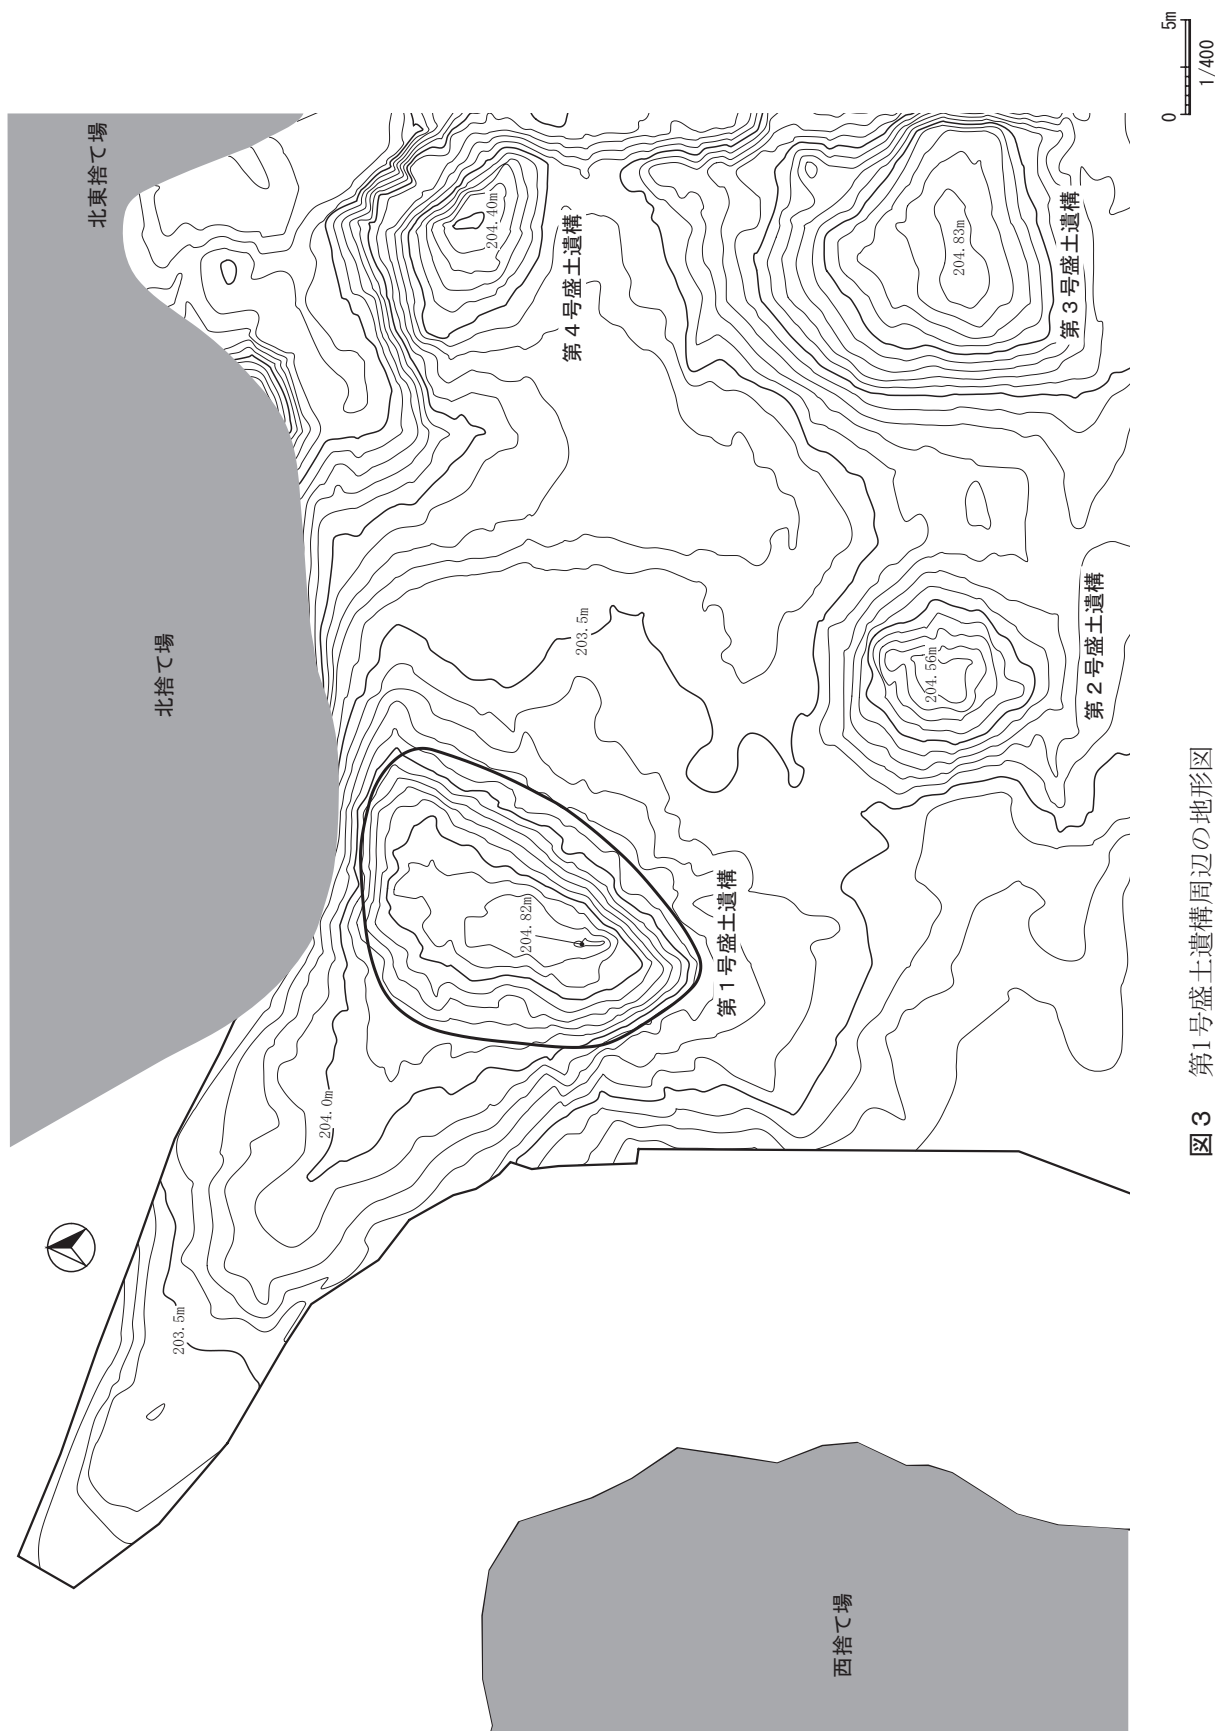 北東捨て場
北捨て場
204.40m
第4号盛土遺構
204.83m
第3号盛土遺構
203.5m
204.56m
第2号盛土遺構
204.82m
第1号盛土遺構
204.0m
203.5m
西捨て場
0 5m
1/400
図3 第1号盛土遺構周辺の地形図